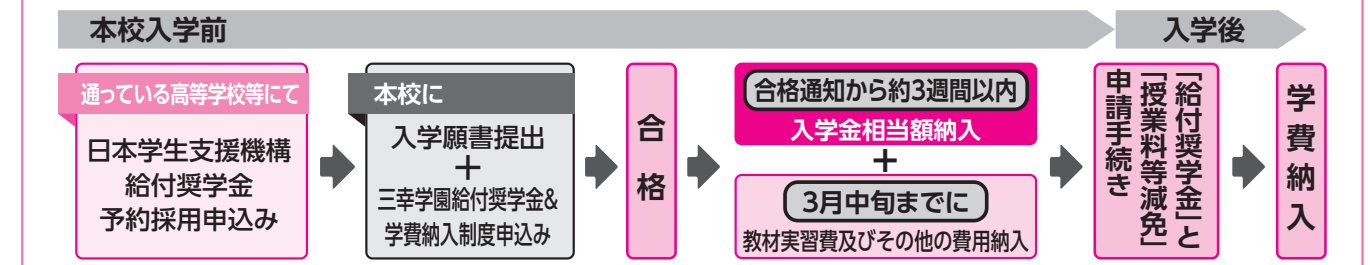 本校入学前
入学後
通っている高等学校等にて
日本学生支援機構
給付奨学金
予約採用申込み
本校に
入学願書提出
+
三幸学園給付奨学金&
学費納入制度申込み
合格
合格通知から約3週間以内
入学金相当額納入
+
3月中旬までに
教材実習費及びその他の費用納入
「給付奨学金」と
「授業料等減免」
申請手続き
学費納入